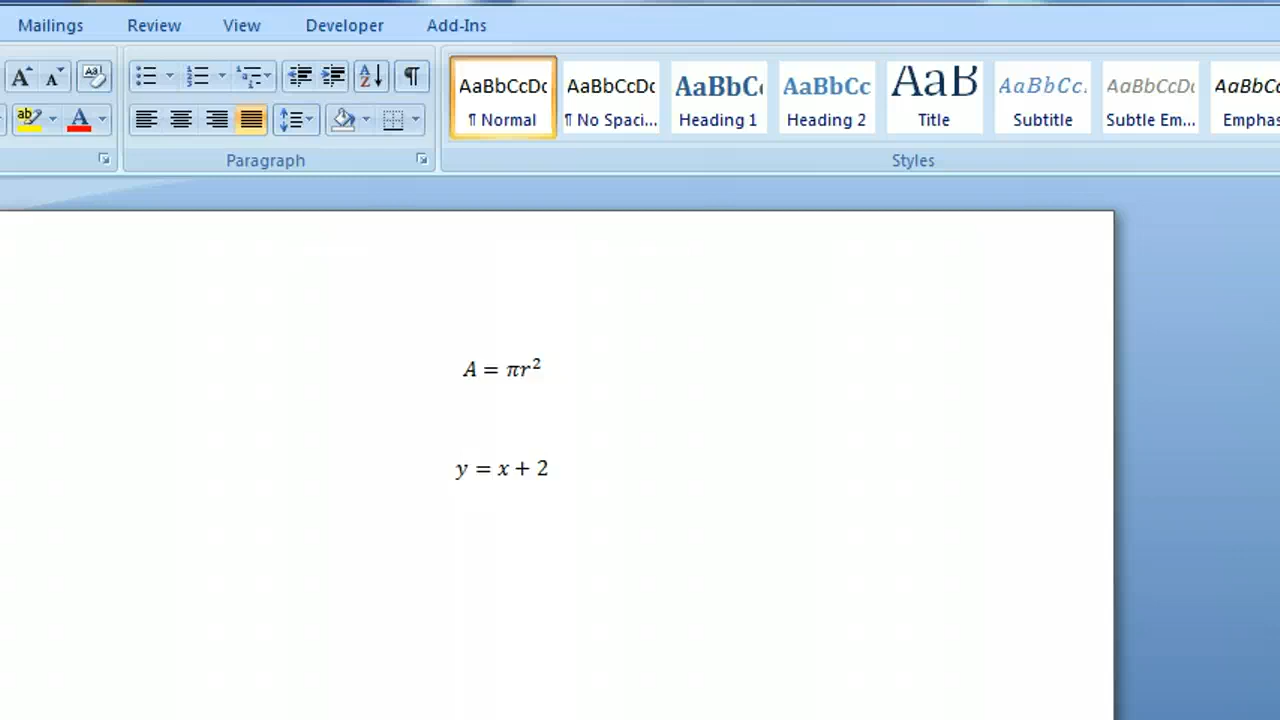 Mailings Review View Developer Add-Ins
AaBbCcDc AaBbCcDc AaBbC AaBbCc AaB AaBbCc. AaBbCcDc AaBbCc
¶ Normal ¶ No Spaci... Heading 1 Heading 2 Title Subtitle Subtle Em... Emphas
Paragraph Styles
A = πr²
y = x + 2